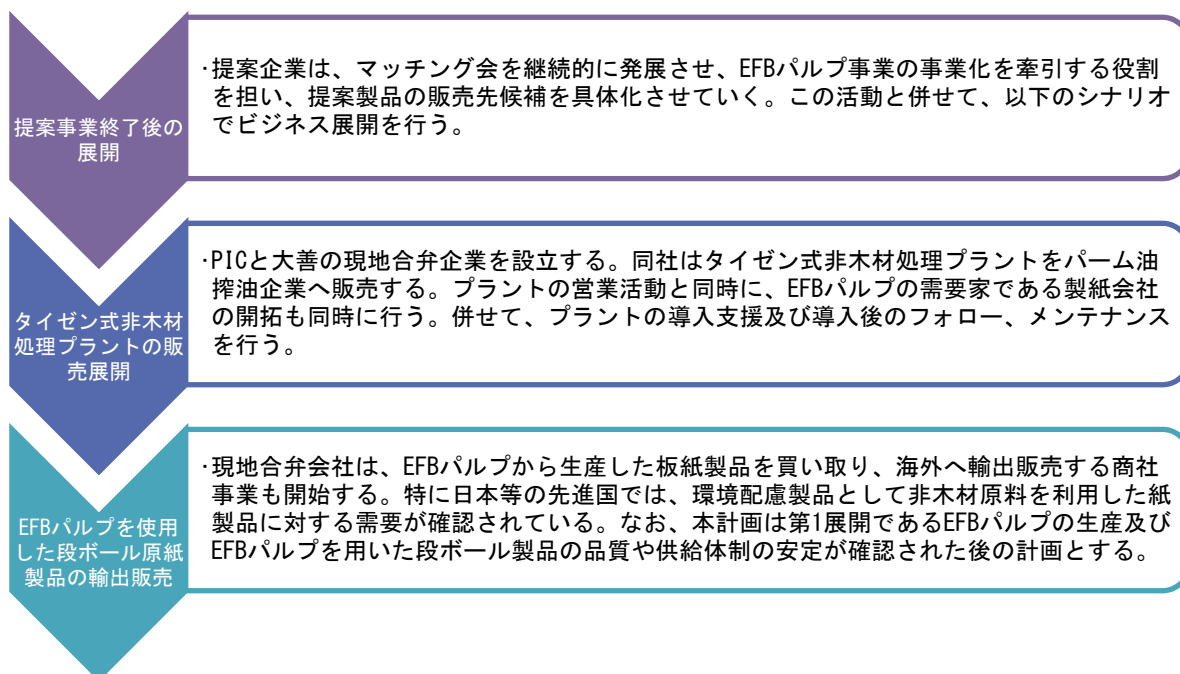 提案事業終了後の
展開
·提案企業は、マッチング会を継続的に発展させ、EFBパルプ事業の事業化を牽引する役割
を担い、提案製品の販売先候補を具体化させていく。この活動と併せて、以下のシナリオ
でビジネス展開を行う。
タイゼン式非木材
処理プラントの販
売展開
·PICと大善の現地合弁企業を設立する。同社はタイゼン式非木材処理プラントをパーム油
搾油企業へ販売する。プラントの営業活動と同時に、EFBパルプの需要家である製紙会社
の開拓も同時に行う。併せて、プラントの導入支援及び導入後のフォロー、メンテナンス
を行う。
EFBパルプを使用
した段ボール原紙
製品の輸出販売
·現地合弁会社は、EFBパルプから生産した板紙製品を買い取り、海外へ輸出販売する商社
事業も開始する。特に日本等の先進国では、環境配慮製品として非木材原料を利用した紙
製品に対する需要が確認されている。なお、本計画は第1展開であるEFBパルプの生産及び
EFBパルプを用いた段ボール製品の品質や供給体制の安定が確認された後の計画とする。